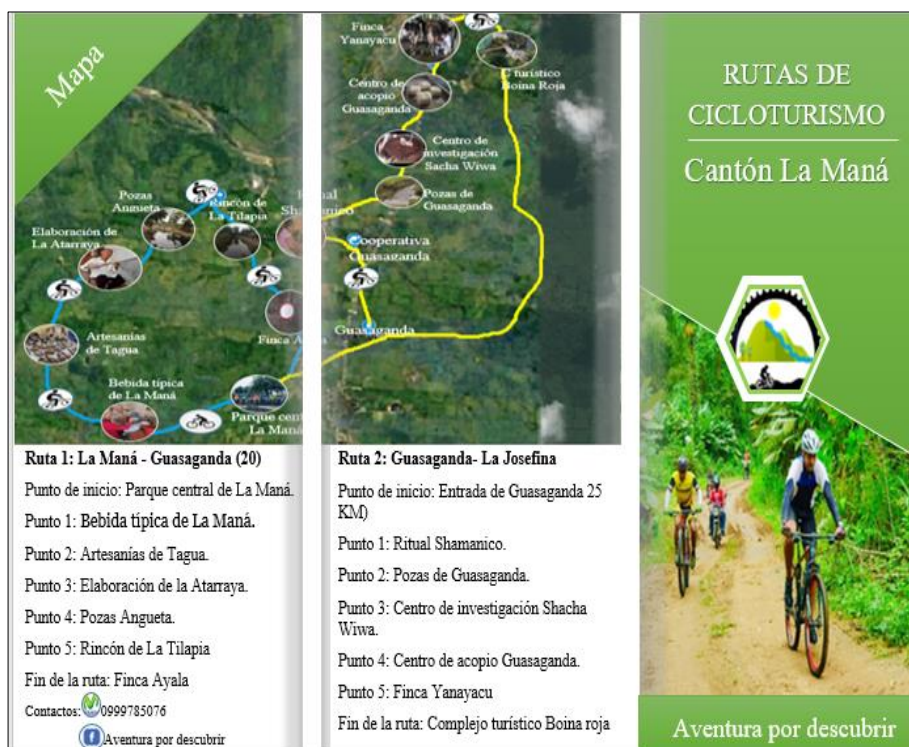 Mapa
Pozas
Angueta
Rincón de
La Tilapia
Elaboración de
La Atarraya
Artesanías
de Tagua
Bebida típica
de La Maná
Parque cent
La Maná
Finca A
Shamanico
Finca
Yanayacu
C turístico
Boina Roja
Centro de
acopio
Guasaganda
Centro de
investigación
Sacha Wiwa
Pozas de
Guasaganda
Cooperativa
Guasaganda
Guasaganda
Ruta 1: La Maná - Guasaganda (20)
Punto de inicio: Parque central de La Maná.
Punto 1: Bebida típica de La Maná.
Punto 2: Artesanías de Tagua.
Punto 3: Elaboración de la Atarraya.
Punto 4: Pozas Angueta.
Punto 5: Rincón de La Tilapia
Fin de la ruta: Finca Ayala
Contactos: 0999785076
Aventura por descubrir
Ruta 2: Guasaganda- La Josefina
Punto de inicio: Entrada de Guasaganda 25
KM)
Punto 1: Ritual Shamanico.
Punto 2: Pozas de Guasaganda.
Punto 3: Centro de investigación Shacha
Wiwa.
Punto 4: Centro de acopio Guasaganda.
Punto 5: Finca Yanayacu
Fin de la ruta: Complejo turístico Boina roja
RUTAS DE
CICLOTURISMO
Cantón La Maná
Aventura por descubrir